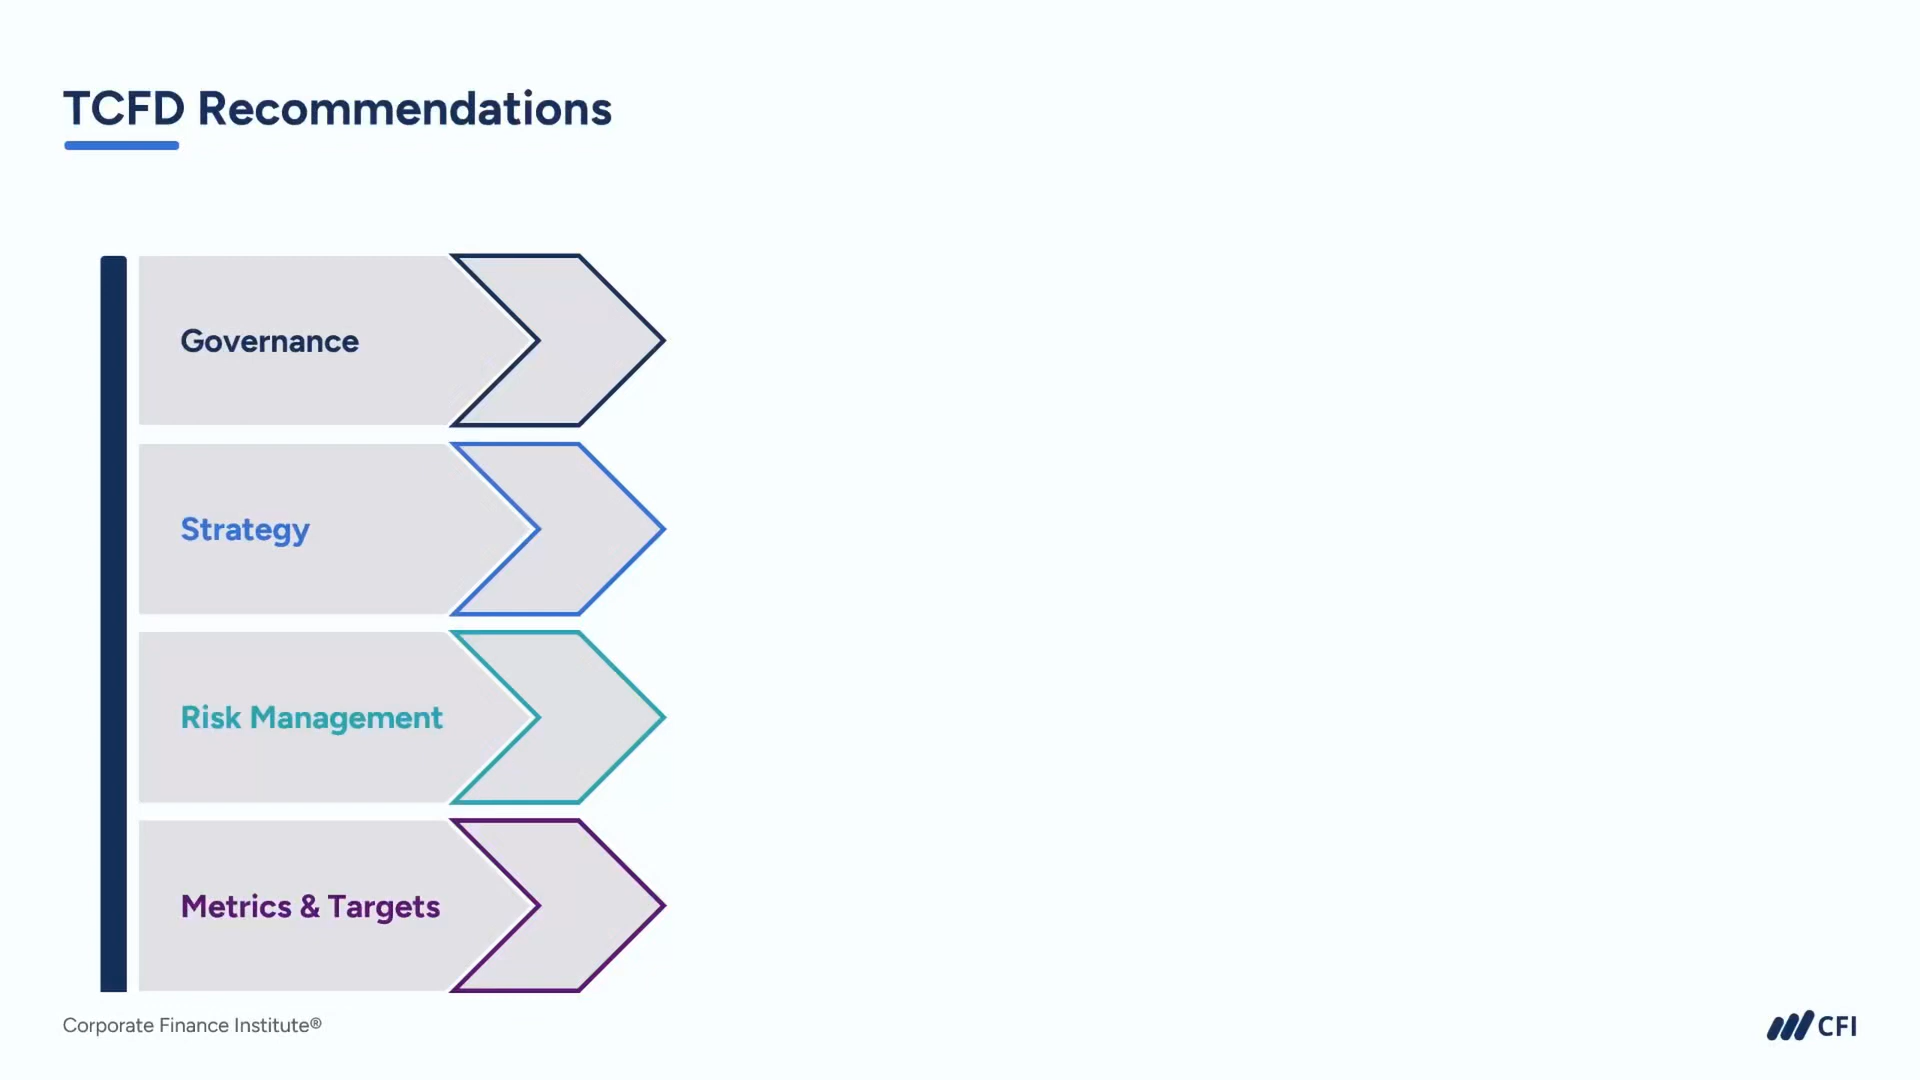 TCFD Recommendations
Governance
Strategy
Risk Management
Metrics & Targets
Corporate Finance Institute®
CFI